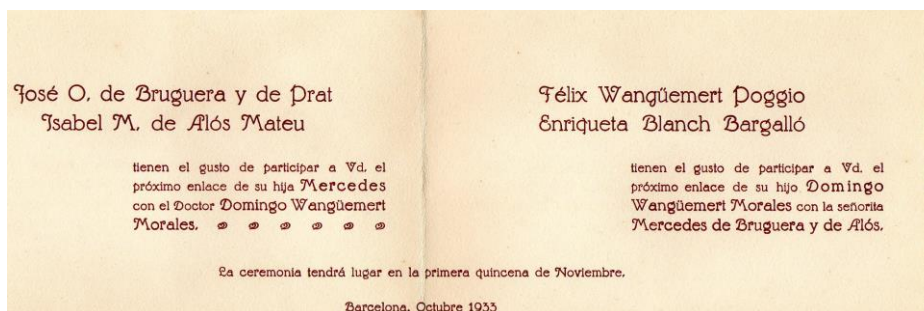 José O. de Bruguera y de Prat
Isabel M. de Alós Mateu
tienen el gusto de participar a Vd. el
próximo enlace de su hija Mercedes
con el Doctor Domingo Wangüemert
Morales.
Félix Wangüemert Poggio
Enriqueta Blanch Bargalló
tienen el gusto de participar a Vd. el
próximo enlace de su hijo Domingo
Wangüemert Morales con la señorita
Mercedes de Bruguera y de Alós.
La ceremonia tendrá lugar en la primera quincena de Noviembre.
Barcelona, Octubre 1933